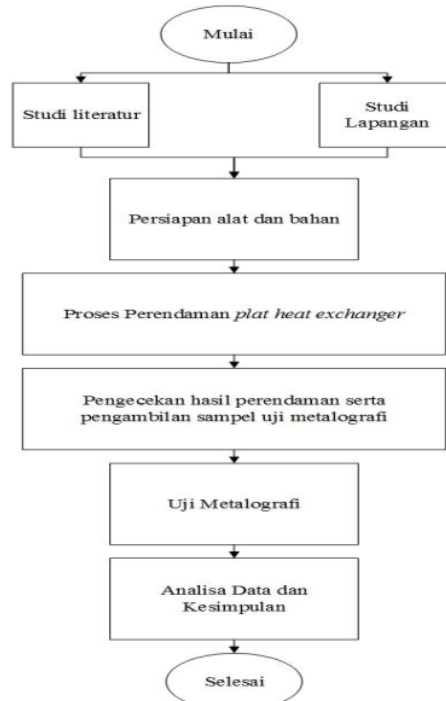 Mulai
Studi literatur
Studi
Lapangan
Persiapan alat dan bahan
Proses Perendaman plat heat exchanger
Pengecekan hasil perendaman serta
pengambilan sampel uji metalografi
Uji Metalografi
Analisa Data dan
Kesimpulan
Selesai